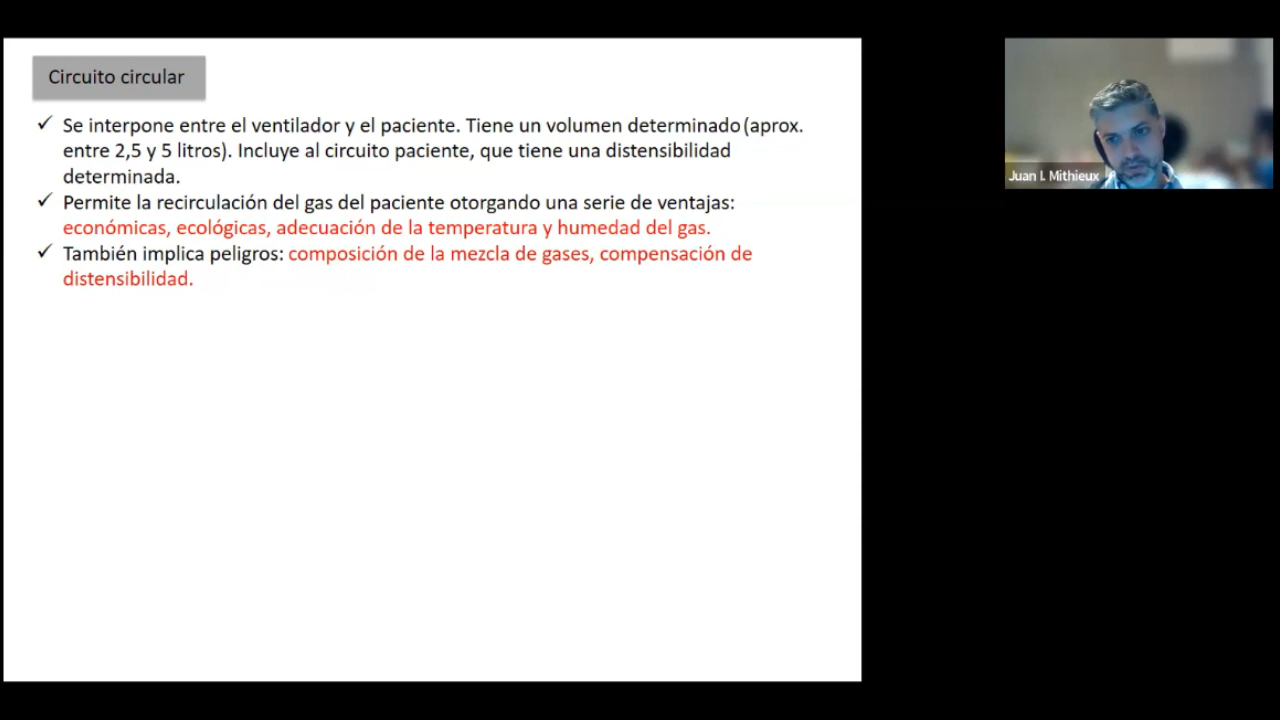 Circuito circular
✓ Se interpone entre el ventilador y el paciente. Tiene un volumen determinado (aprox.
entre 2,5 y 5 litros). Incluye al circuito paciente, que tiene una distensibilidad
determinada.
✓ Permite la recirculación del gas del paciente otorgando una serie de ventajas:
económicas, ecológicas, adecuación de la temperatura y humedad del gas.
✓ También implica peligros: composición de la mezcla de gases, compensación de
distensibilidad.
Juan I. Mithieux